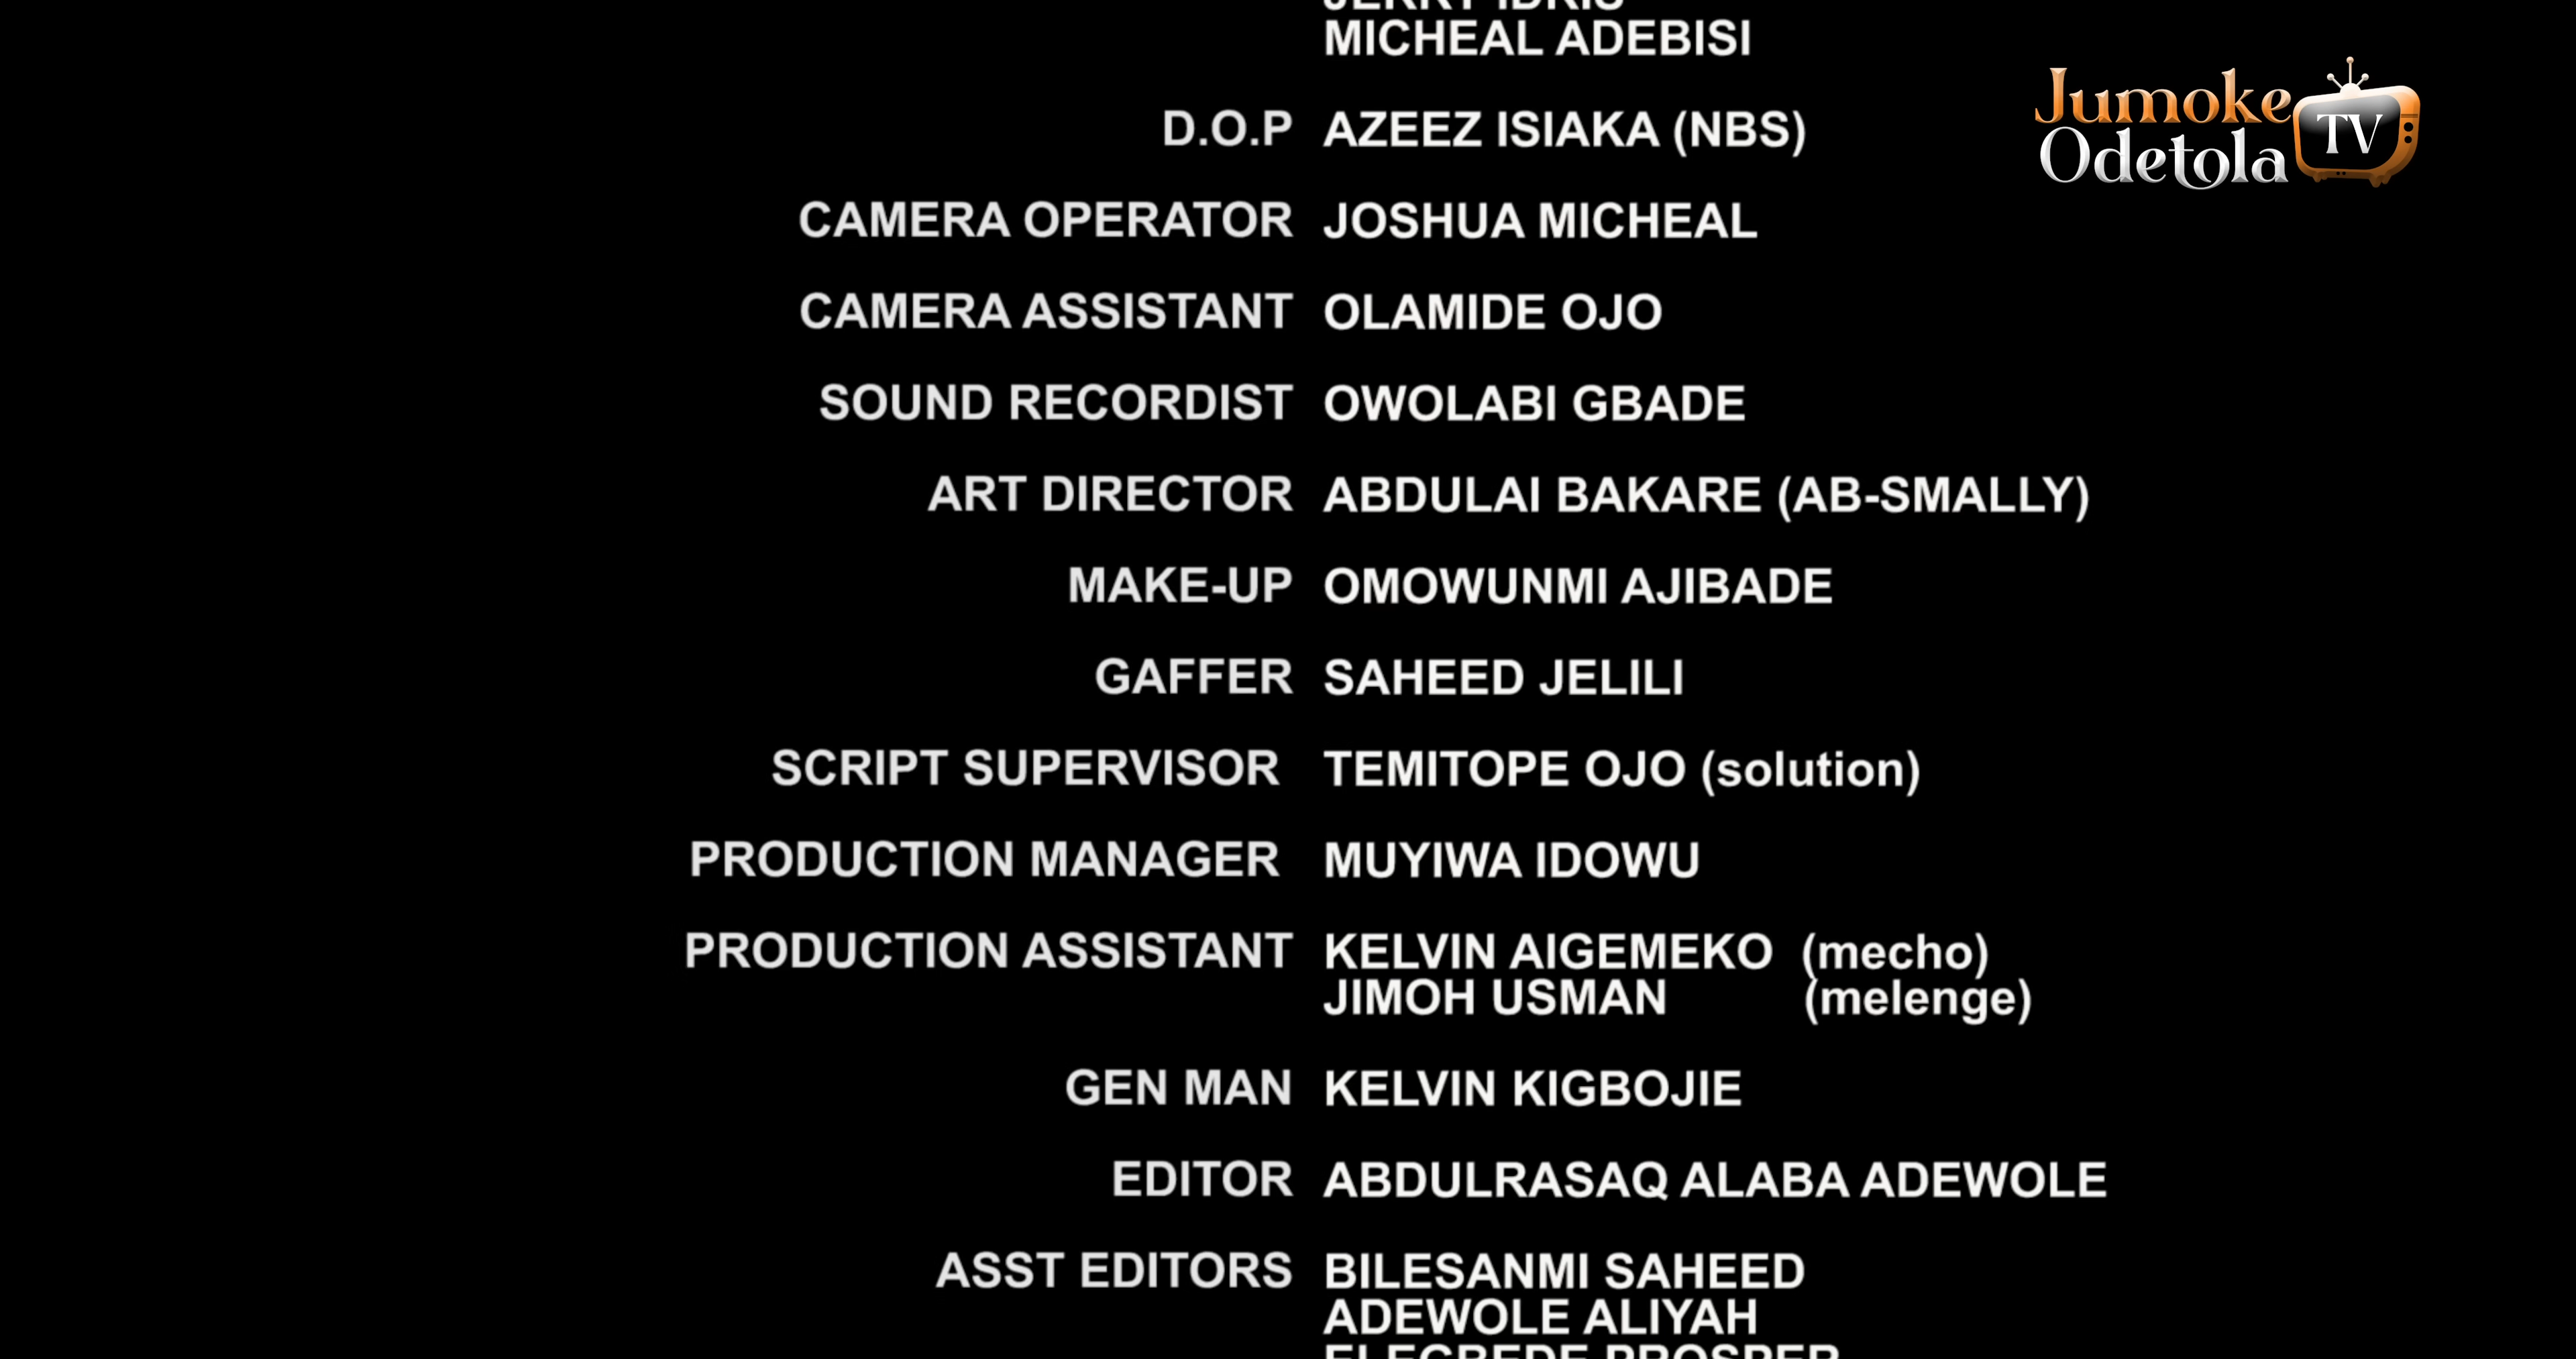 JERRY IDRIS
MICHEAL ADEBISI
Jumoke
Odetola
TV
D.O.P AZEEZ ISIAKA (NBS)
CAMERA OPERATOR JOSHUA MICHEAL
CAMERA ASSISTANT OLAMIDE OJO
SOUND RECORDIST OWOLABI GBADE
ART DIRECTOR ABDULAI BAKARE (AB-SMALLY)
MAKE-UP OMOWUNMI AJIBADE
GAFFER SAHEED JELILI
SCRIPT SUPERVISOR TEMITOPE OJO (solution)
PRODUCTION MANAGER MUYIWA IDOWU
PRODUCTION ASSISTANT KELVIN AIGEMEKO (mecho)
JIMOH USMAN (melenge)
GEN MAN KELVIN KIGBOJIE
EDITOR ABDULRASAQ ALABA ADEWOLE
ASST EDITORS BILESANMI SAHEED
ADEWOLE ALIYAH
PROSPER